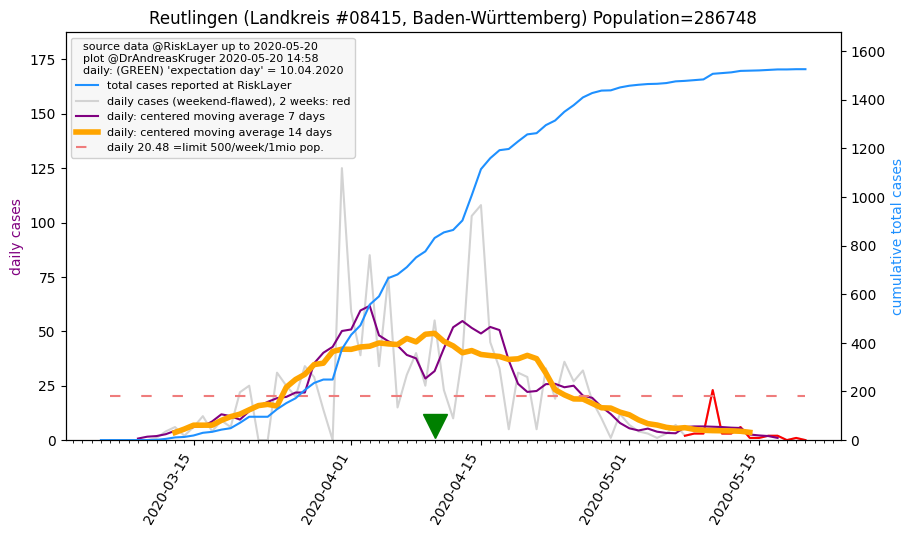 Reutlingen (Landkreis #08415, Baden-Württemberg) Population=286748
source data @RiskLayer up to 2020-05-20
plot @DrAndreasKruger 2020-05-20 14:58
daily: (GREEN) 'expectation day' = 10.04.2020
total cases reported at RiskLayer
daily cases (weekend-flawed), 2 weeks: red
daily: centered moving average 7 days
daily: centered moving average 14 days
daily 20.48 =limit 500/week/1mio pop.
daily cases
175
150
125
100
75
50
25
0
1600
1400
1200
1000
800
600
400
200
0
cumulative total cases
2020-03-15
2020-04-01
2020-04-15
2020-05-01
2020-05-15